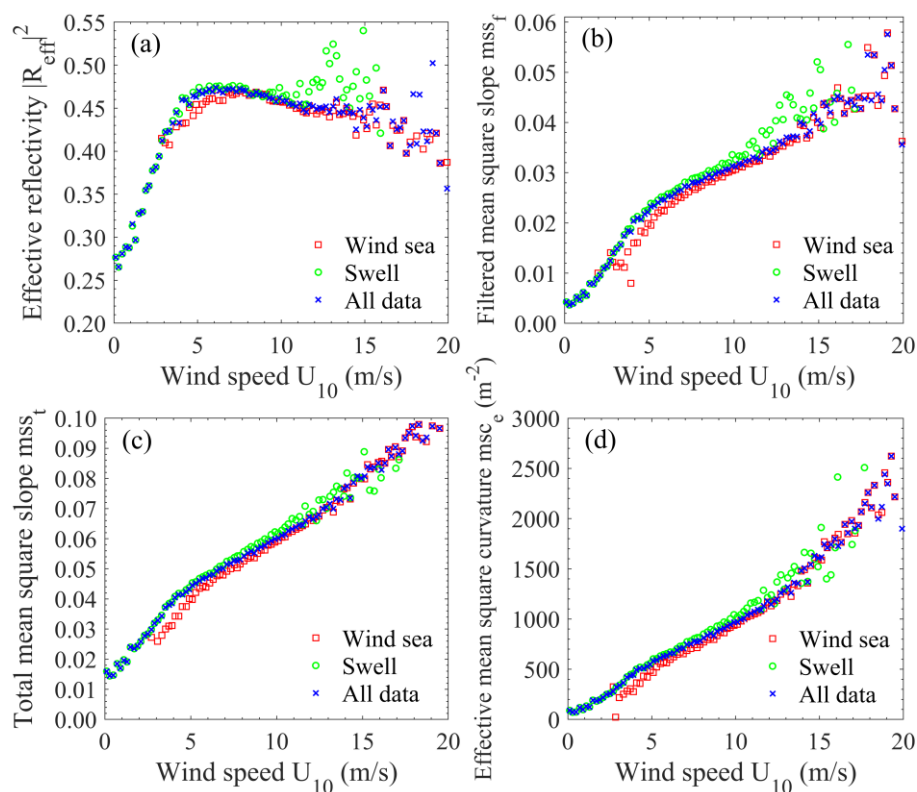 (a)
Effective reflectivity |R_eff|^2
0.55
0.50
0.45
0.40
0.35
0.30
0.25
0.20
Wind sea
Swell
All data
0 5 10 15 20
Wind speed U_10 (m/s)
(b)
Filtered mean square slope mss_f
0.06
0.05
0.04
0.03
0.02
0.01
0.00
Wind sea
Swell
All data
0 5 10 15 20
Wind speed U_10 (m/s)
(c)
Total mean square slope mss_t
0.10
0.09
0.08
0.07
0.06
0.05
0.04
0.03
0.02
0.01
0.00
Wind sea
Swell
All data
0 5 10 15 20
Wind speed U_10 (m/s)
(d)
Effective mean square curvature msc_e (m^-2)
3000
2500
2000
1500
1000
500
0
Wind sea
Swell
All data
0 5 10 15 20
Wind speed U_10 (m/s)